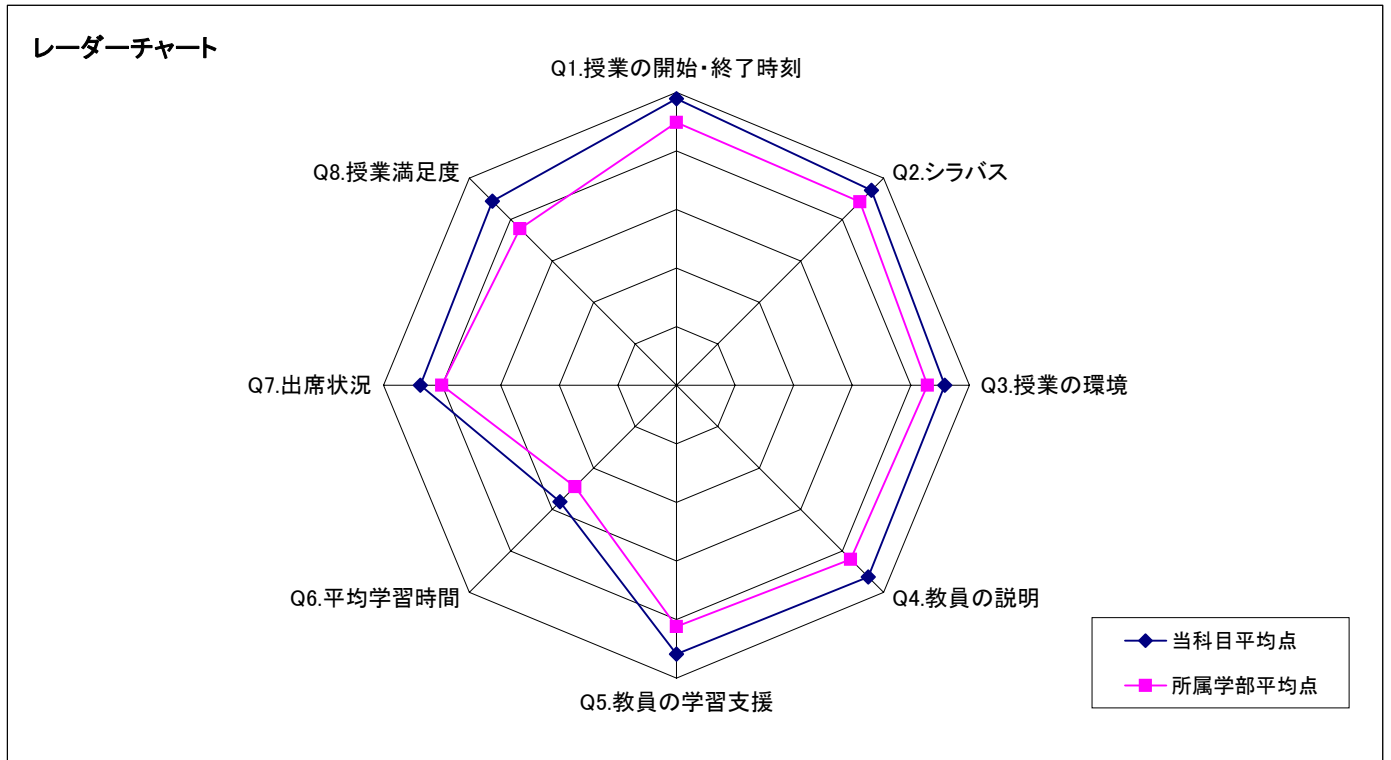 レーダーチャート
Q1.授業の開始・終了時刻
Q8.授業満足度
Q2.シラバス
Q7.出席状況
Q3.授業の環境
Q6.平均学習時間
Q4.教員の説明
Q5.教員の学習支援
当科目平均点
所属学部平均点